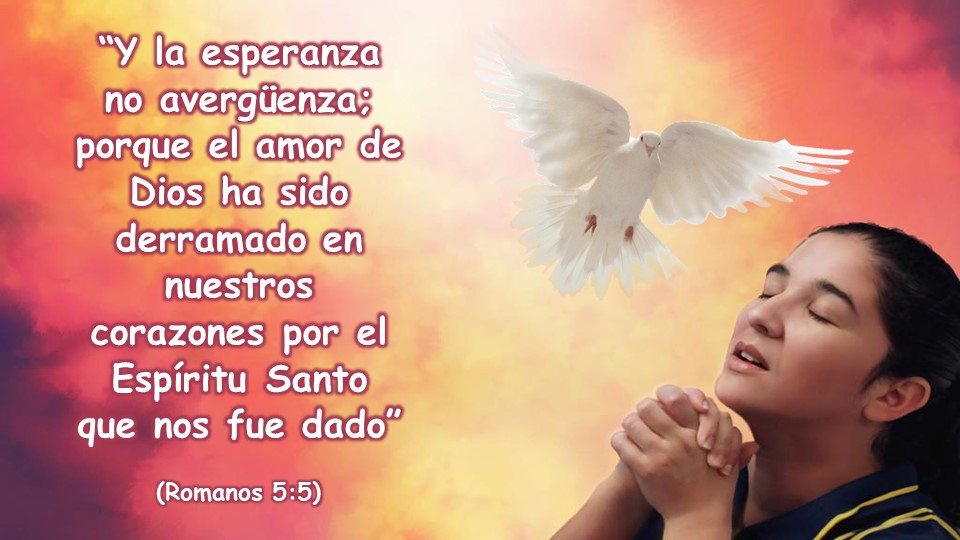 “Y la esperanza
no avergüenza;
porque el amor de
Dios ha sido
derramado en
nuestros
corazones por el
Espíritu Santo
que nos fue dado”
(Romanos 5:5)